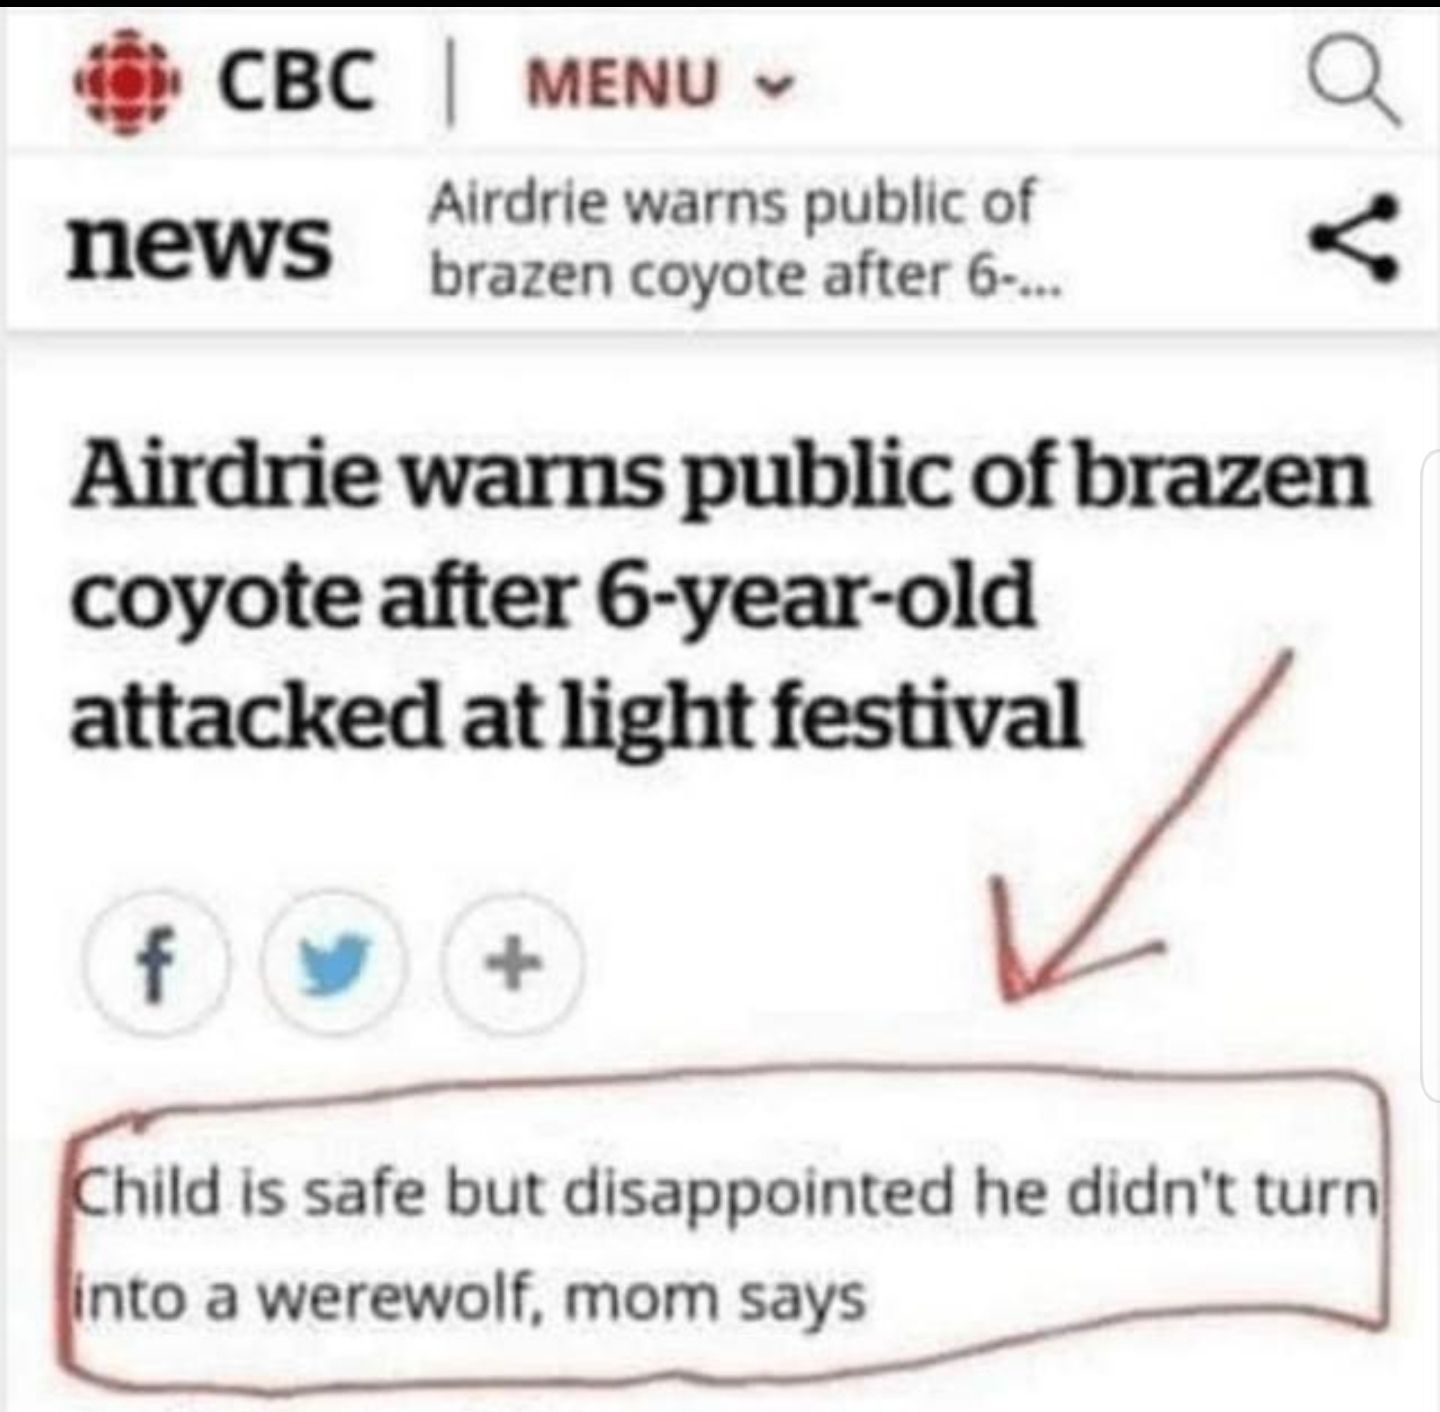 CBC | MENU
news
Airdrie warns public of
brazen coyote after 6-...
Airdrie warns public of brazen
coyote after 6-year-old
attacked at light festival
Child is safe but disappointed he didn't turn
into a werewolf, mom says